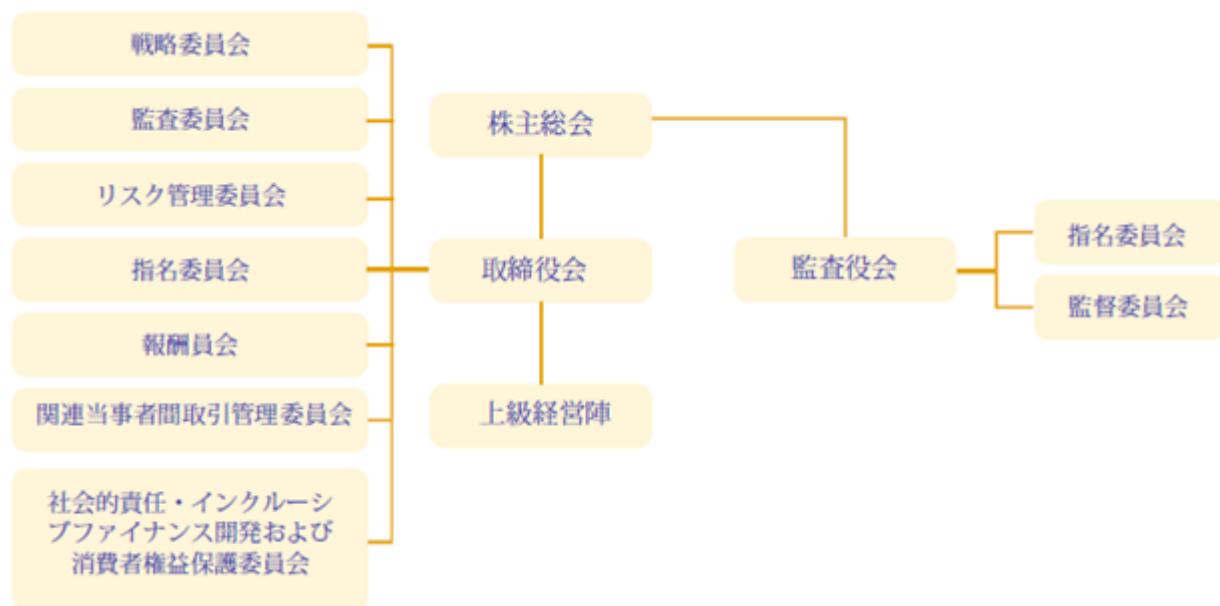 戦略委員会
監査委員会
リスク管理委員会
指名委員会
報酬員会
関連当事者間取引管理委員会
社会的責任・インクルーシ
ブファイナンス開発および
消費者権益保護委員会
株主総会
取締役会
上級経営陣
監査役会
指名委員会
監督委員会